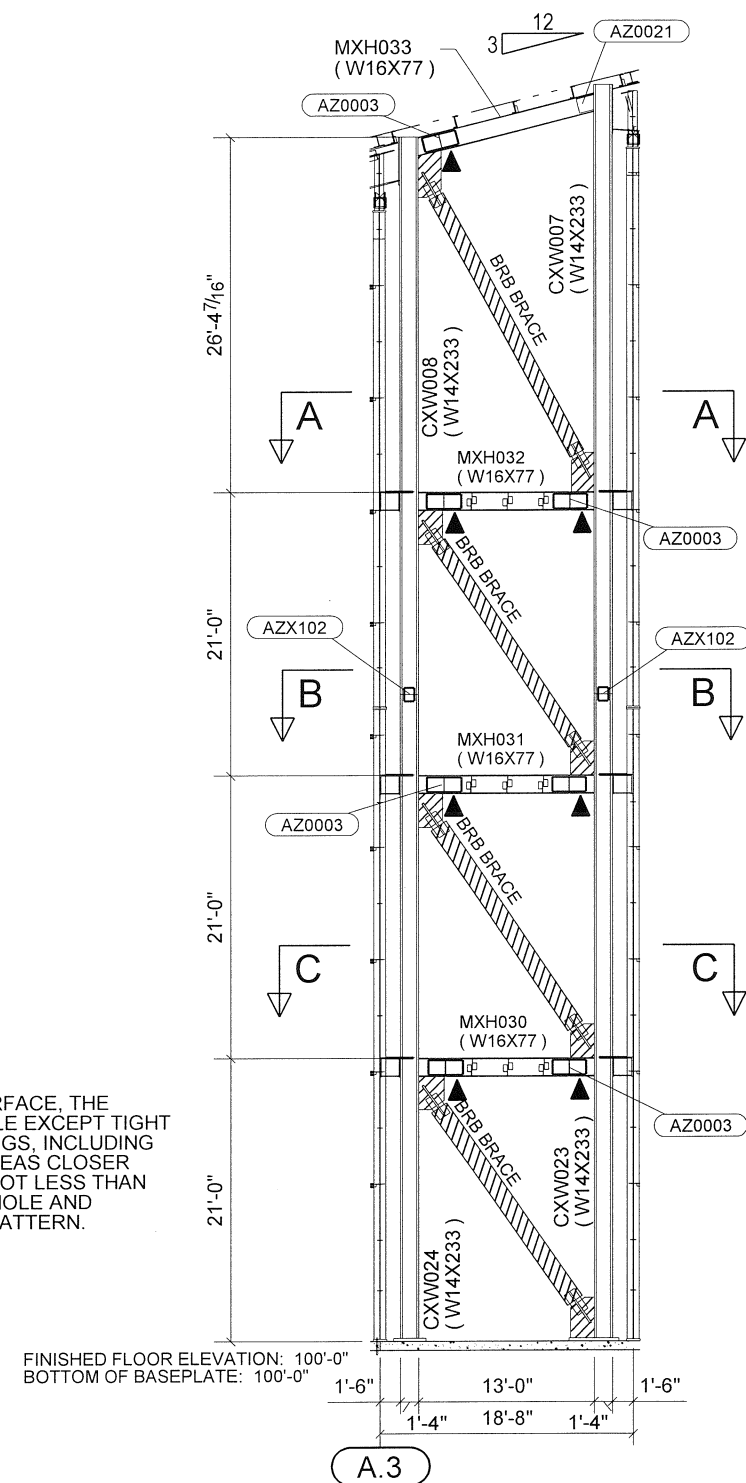 12
3
AZ0021
MXH033
( W16X77 )
AZ0003
CXW007
( W14X233 )
BRB BRACE
26'-4 7/16"
CXW008
( W14X233 )
A
A
MXH032
( W16X77 )
AZ0003
BRB BRACE
21'-0"
AZX102
AZX102
B
B
MXH031
( W16X77 )
AZ0003
BRB BRACE
21'-0"
C
C
MXH030
( W16X77 )
RFACE, THE
LE EXCEPT TIGHT
GS, INCLUDING
EAS CLOSER
OT LESS THAN
HOLE AND
ATTERN.
AZ0003
BRB BRACE
CXW023
( W14X233 )
21'-0"
CXW024
( W14X233 )
FINISHED FLOOR ELEVATION: 100'-0"
BOTTOM OF BASEPLATE: 100'-0"
1'-6"
13'-0"
1'-6"
1'-4"
18'-8"
1'-4"
A.3